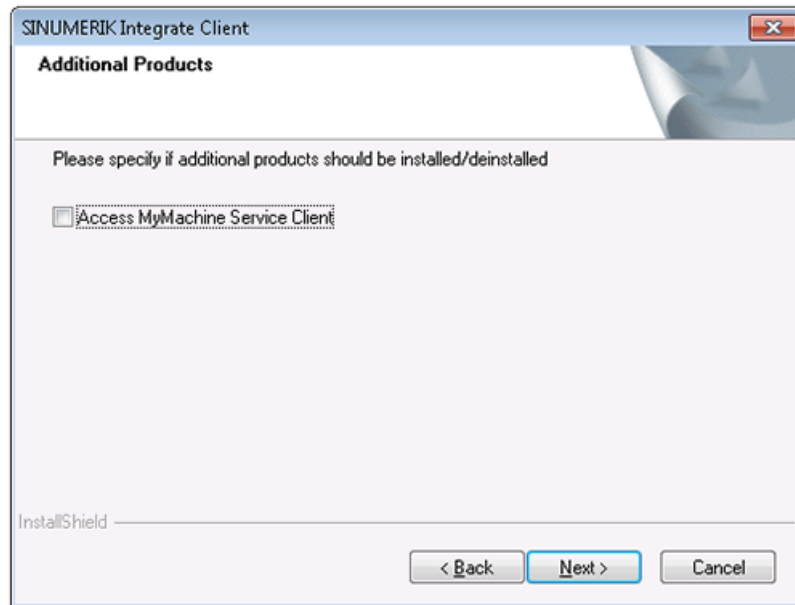 SINUMERIK Integrate Client
Additional Products
Please specify if additional products should be installed/deinstalled
Access MyMachine Service Client
InstallShield
< Back Next > Cancel